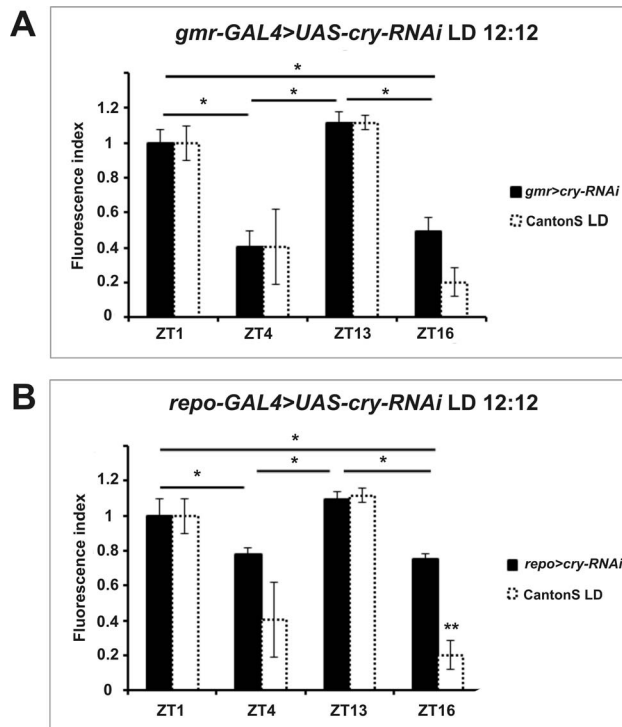 A
gmr-GAL4>UAS-cry-RNAi LD 12:12
*
* * *
Fluorescence index
1.2
1
0.8
0.6
0.4
0.2
0
ZT1 ZT4 ZT13 ZT16
gmr>cry-RNAi
CantonS LD
B
repo-GAL4>UAS-cry-RNAi LD 12:12
*
* * *
Fluorescence index
1.2
1
0.8
0.6
0.4
0.2
0
**
ZT1 ZT4 ZT13 ZT16
repo>cry-RNAi
CantonS LD